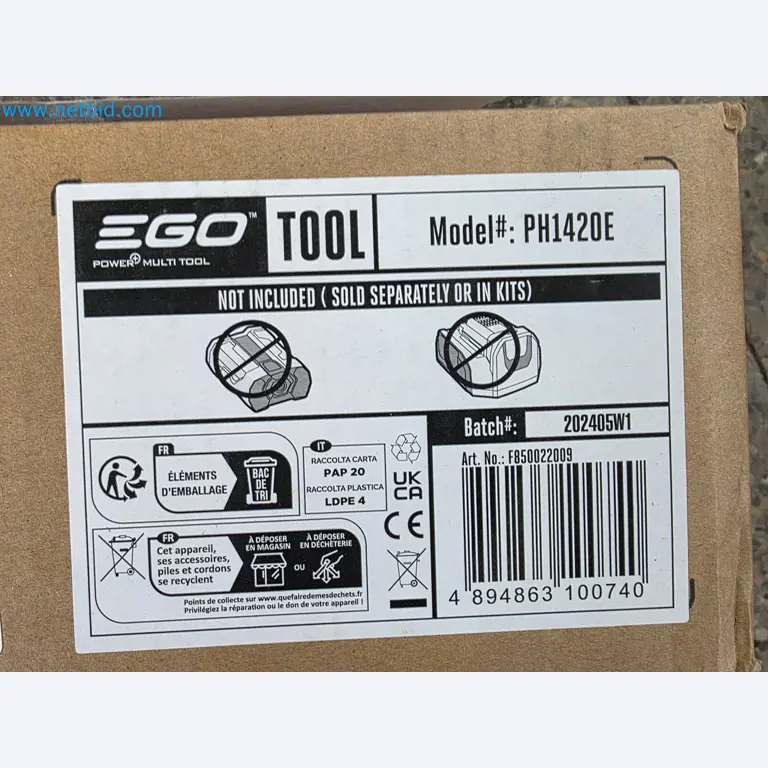 www.netbid.com
EGO™
POWER+ MULTI TOOL
TOOL
Model#: PH1420E
NOT INCLUDED ( SOLD SEPARATELY OR IN KITS)
Batch#: 202405W1
FR
ÉLÉMENTS
D'EMBALLAGE
BAC
DE
TRI
IT
RACCOLTA CARTA
PAP 20
RACCOLTA PLASTICA
LDPE 4
UK
CA
CE
FR
Cet appareil,
ses accessoires,
piles et cordons
se recyclent
À DÉPOSER
EN MAGASIN
OU
À DÉPOSER
EN DÉCHÈTERIE
Points de collecte sur www.quefairedemesdechets.fr
Privilégiez la réparation ou le don de votre appareil !
Art. No.: F850022009
4 894863 100740